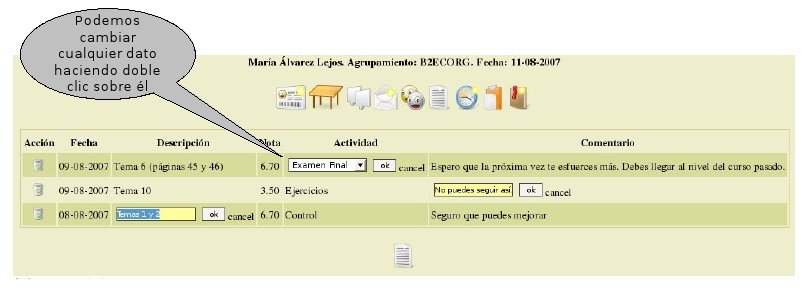 Podemos
cambiar
cualquier dato
haciendo doble
clic sobre él
María Álvarez Lejos. Agrupamiento: B2ECORG. Fecha: 11-08-2007
Acción Fecha Descripción Nota Actividad Comentario
09-08-2007 Tema 6 (páginas 45 y 46) 6.70 Examen Final ok cancel Espero que la próxima vez te esfuerces más. Debes llegar al nivel del curso pasado.
09-08-2007 Tema 10 3.50 Ejercicios No puedes seguir así ok cancel
08-08-2007 Temas 1 y 2 ok cancel 6.70 Control Seguro que puedes mejorar